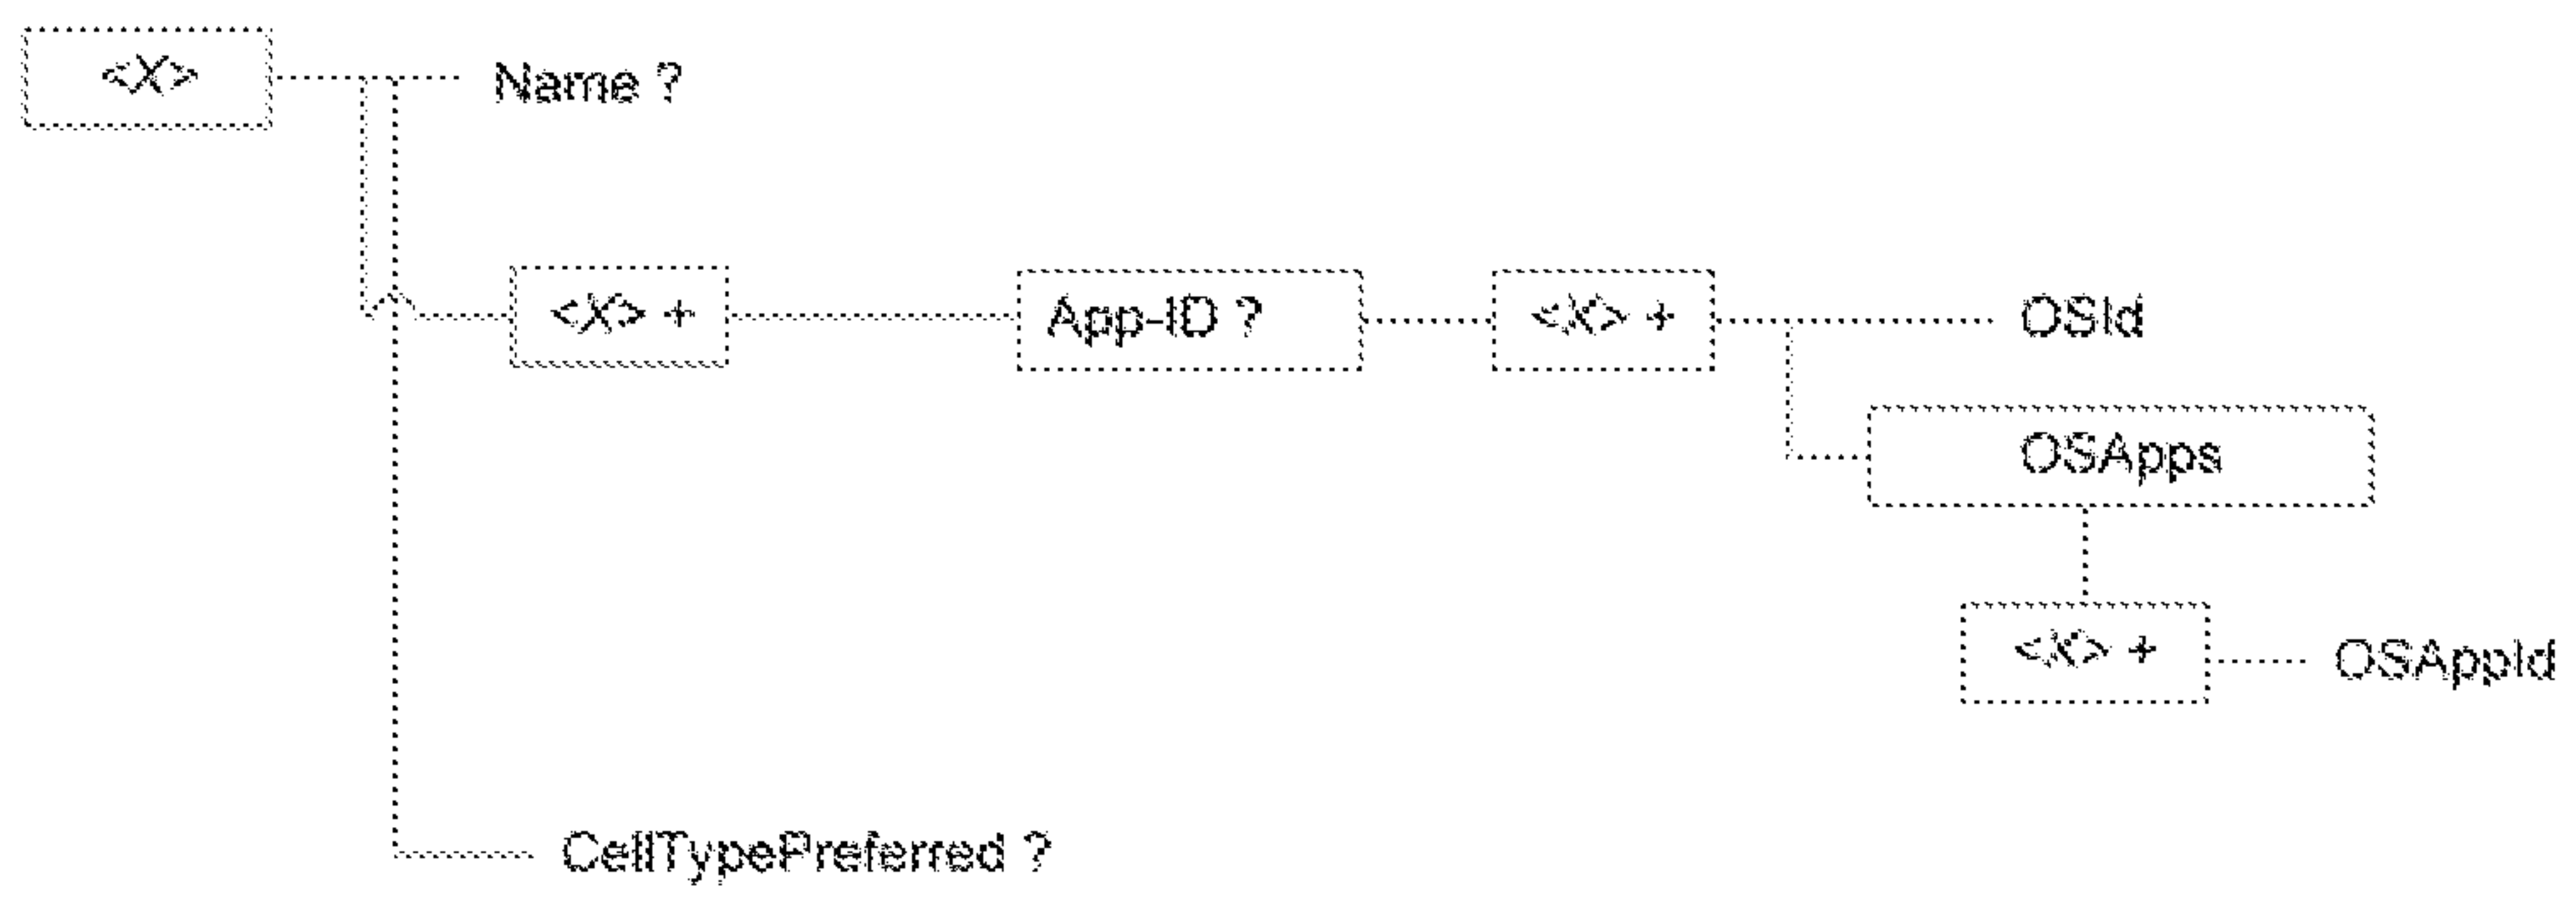 <X>
Name ?
<X> +
App-ID ?
<X> +
OSId
OSApps
<X> +
OSAppId
CellTypePreferred ?